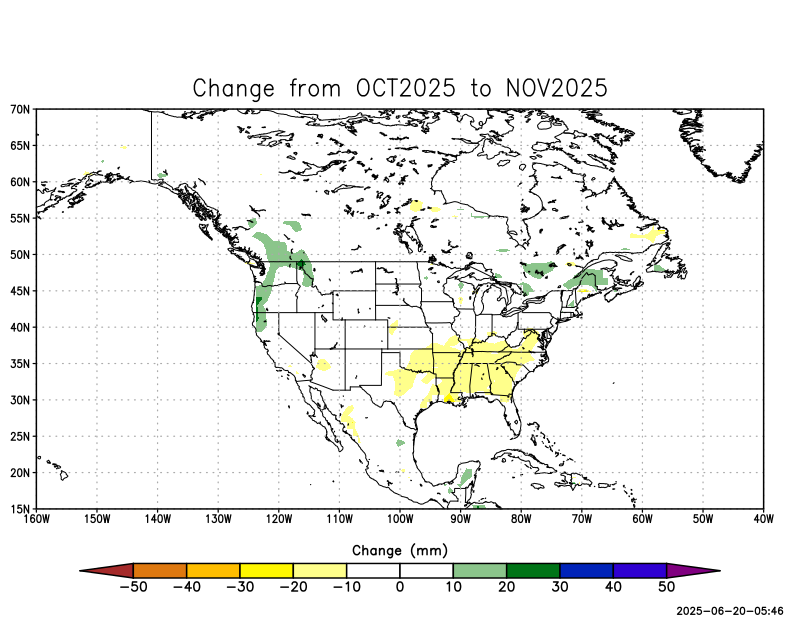 Change from OCT2025 to NOV2025
70N
65N
60N
55N
50N
45N
40N
35N
30N
25N
20N
15N
160W 150W 140W 130W 120W 110W 100W 90W 80W 70W 60W 50W 40W
Change (mm)
−50 −40 −30 −20 −10 0 10 20 30 40 50
2025-06-20-05:46